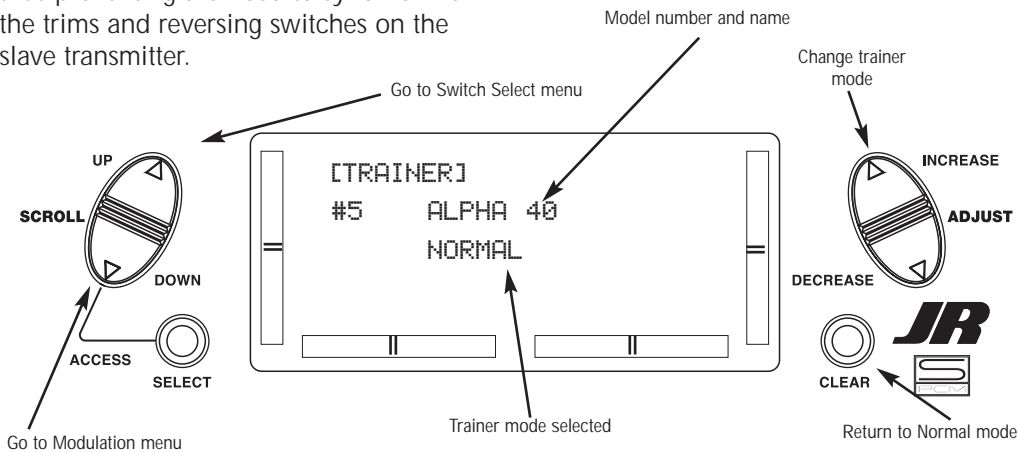 the trims and reversing switches on the
slave transmitter.
Model number and name
Change trainer
mode
Go to Switch Select menu
UP
SCROLL
DOWN
ACCESS
SELECT
[TRAINER]
#5 ALPHA 40
NORMAL
INCREASE
ADJUST
DECREASE
CLEAR
JR
S
PCM
Go to Modulation menu
Trainer mode selected
Return to Normal mode